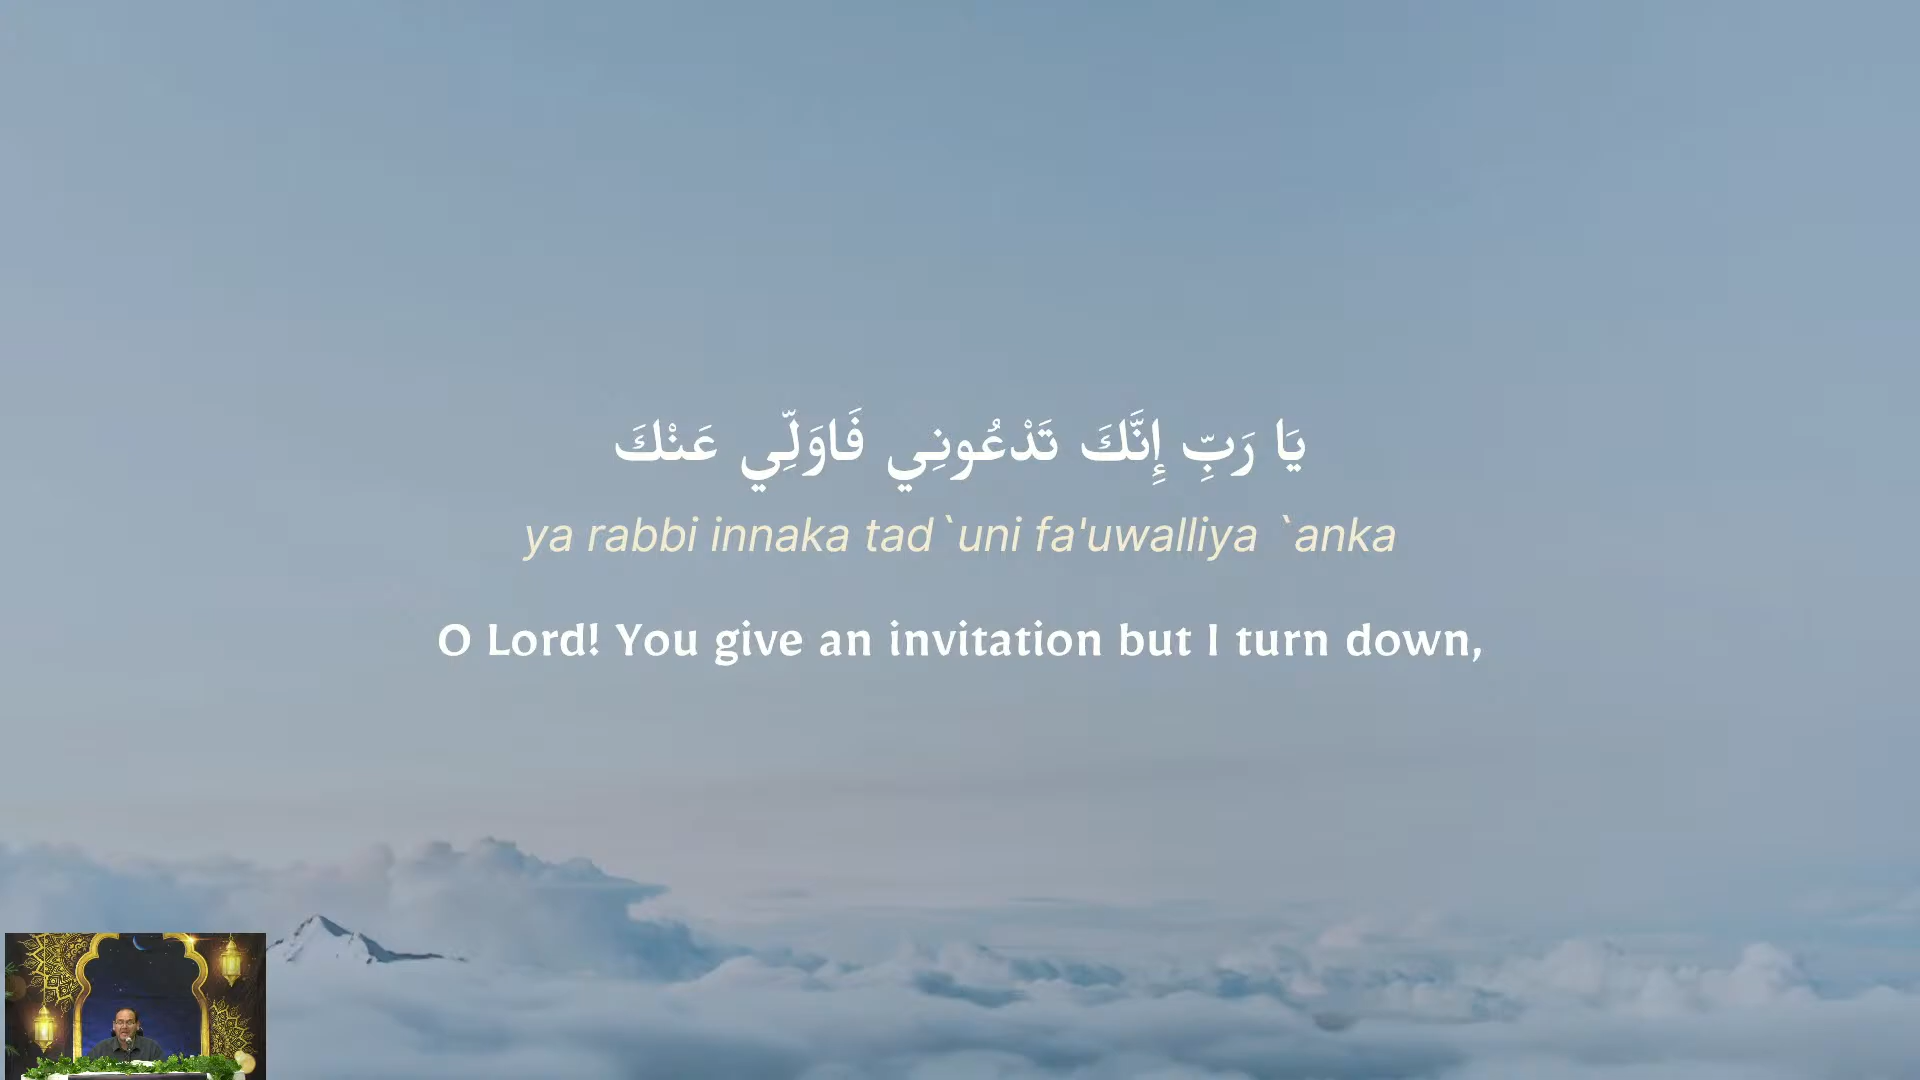 يَا رَبِّ إِنَّكَ تَدْعُونِي فَاوَلِّي عَنْكَ
ya rabbi innaka tad`uni fa'uwalliya `anka
O Lord! You give an invitation but I turn down,